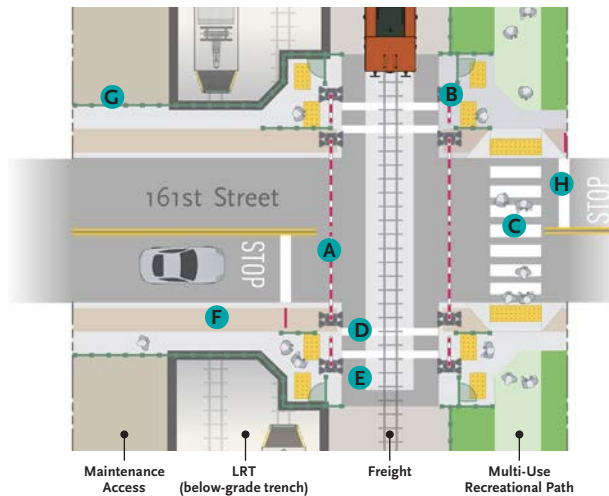 G
B
H
161st Street
STOP
C
A
STOP
F
D
E
Maintenance
Access
LRT
(below-grade trench)
Freight
Multi-Use
Recreational Path